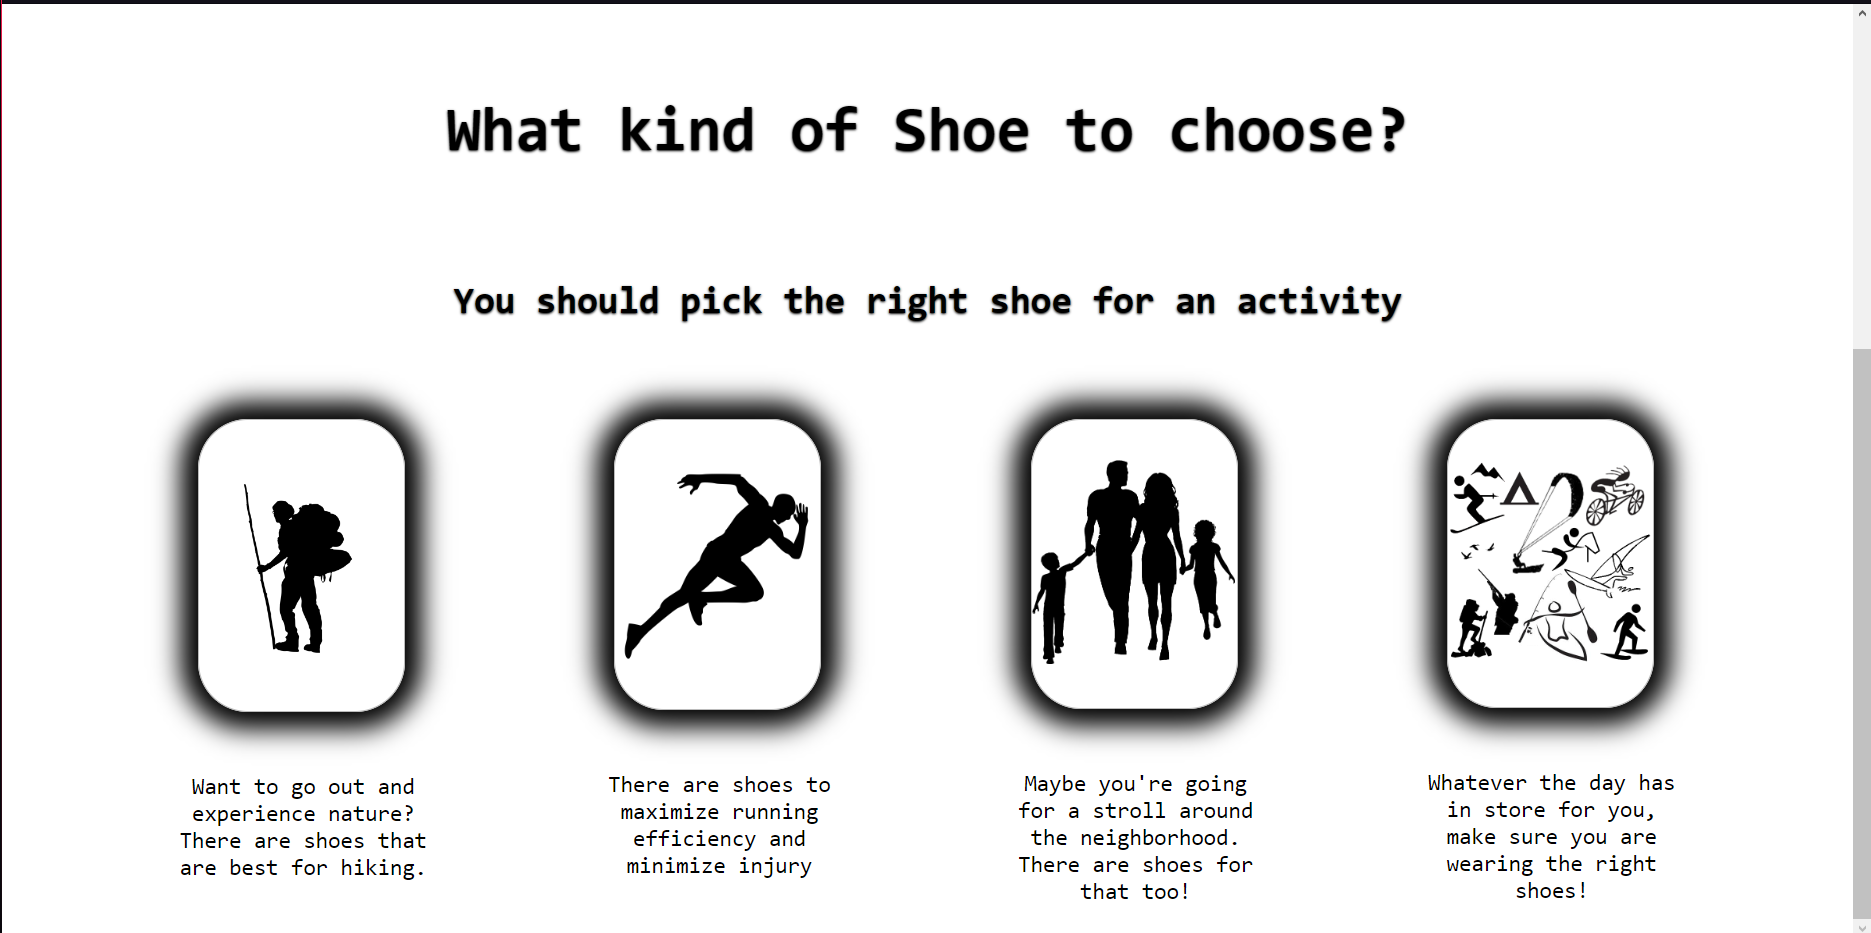 What kind of Shoe to choose?
You should pick the right shoe for an activity
Want to go out and
experience nature?
There are shoes that
are best for hiking.
There are shoes to
maximize running
efficiency and
minimize injury
Maybe you're going
for a stroll around
the neighborhood.
There are shoes for
that too!
Whatever the day has
in store for you,
make sure you are
wearing the right
shoes!